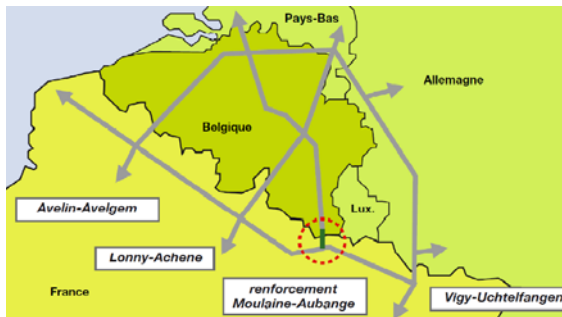 Pays-Bas
Allemagne
Belgique
Lux.
Avelin-Avelgem
Lonny-Achene
renforcement
Moulaine-Aubange
France
Vigy-Uchtelfangen